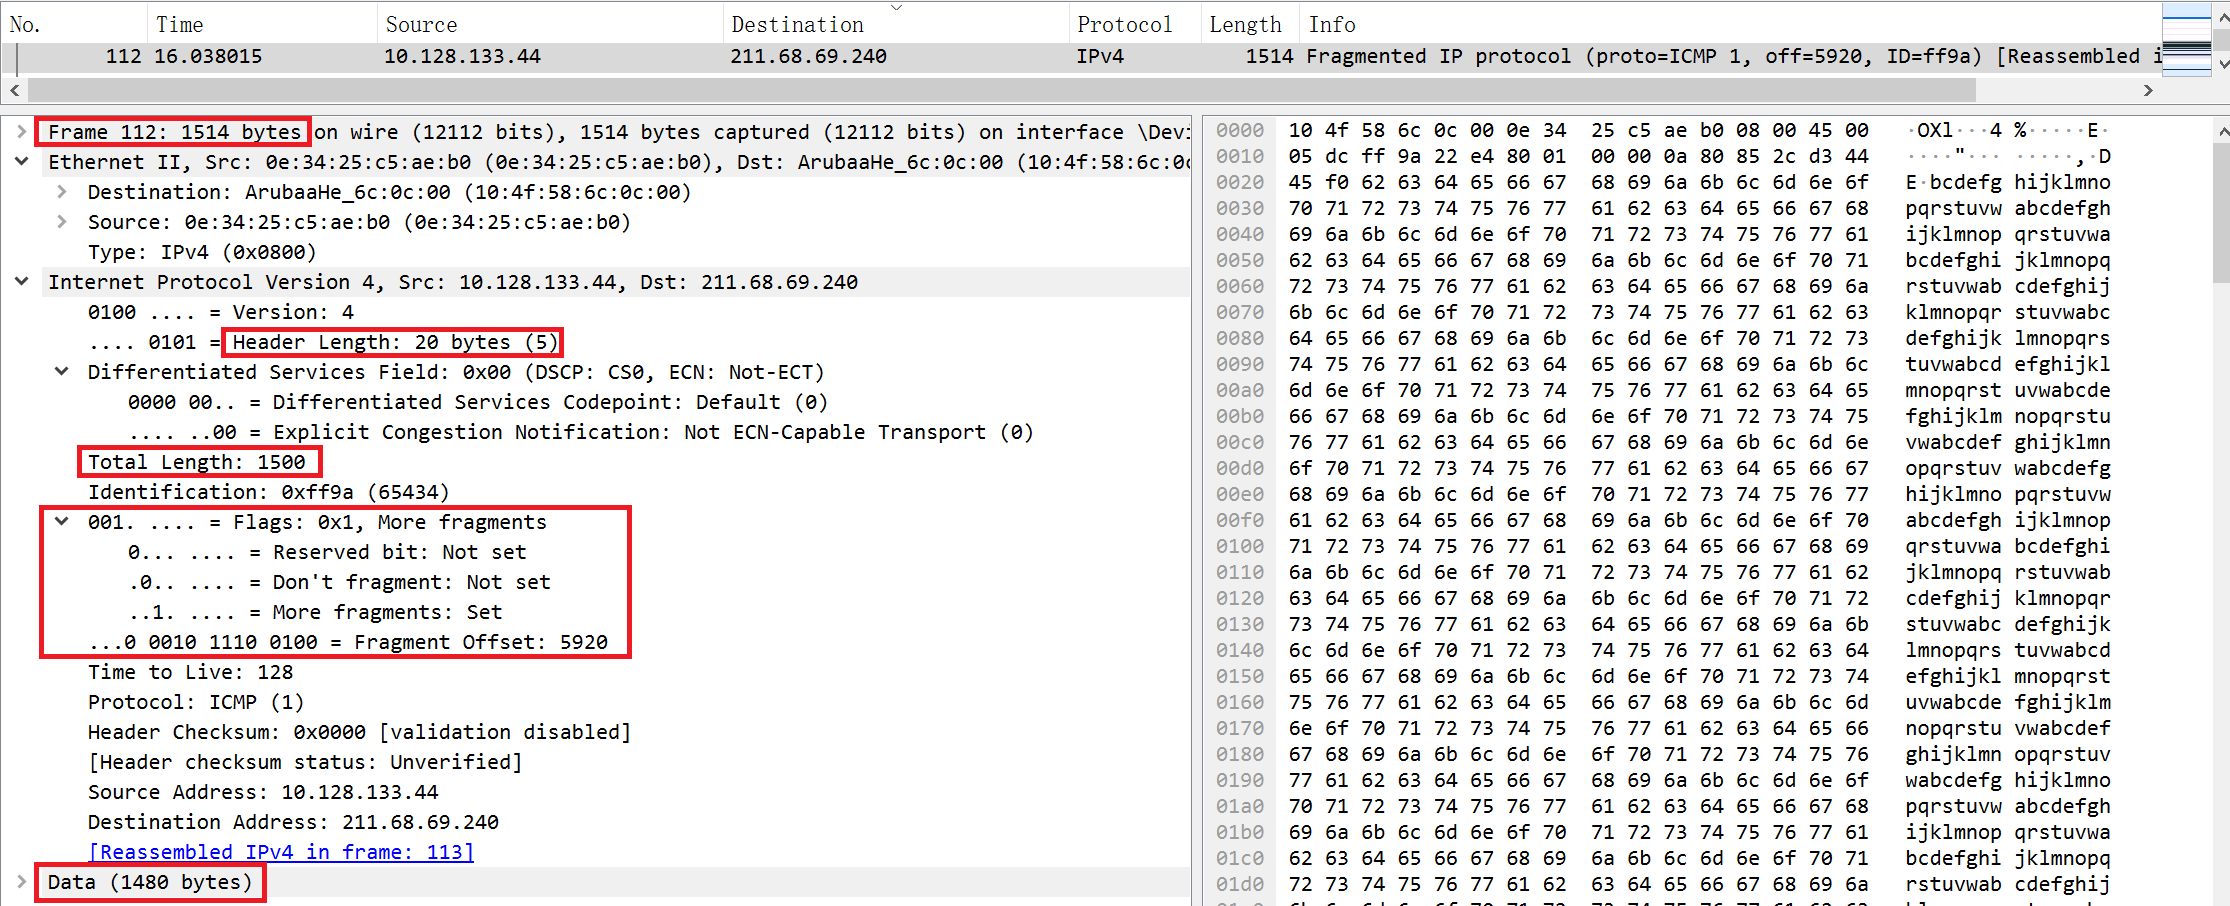 No. Time Source Destination Protocol Length Info
112 16.038015 10.128.133.44 211.68.69.240 IPv4 1514 Fragmented IP protocol (proto=ICMP 1, off=5920, ID=ff9a) [Reassembled i
Frame 112: 1514 bytes on wire (12112 bits), 1514 bytes captured (12112 bits) on interface \Devi
Ethernet II, Src: 0e:34:25:c5:ae:b0 (0e:34:25:c5:ae:b0), Dst: ArubaaHe_6c:0c:00 (10:4f:58:6c:0c
Destination: ArubaaHe_6c:0c:00 (10:4f:58:6c:0c:00)
Source: 0e:34:25:c5:ae:b0 (0e:34:25:c5:ae:b0)
Type: IPv4 (0x0800)
Internet Protocol Version 4, Src: 10.128.133.44, Dst: 211.68.69.240
0100 .... = Version: 4
.... 0101 = Header Length: 20 bytes (5)
Differentiated Services Field: 0x00 (DSCP: CS0, ECN: Not-ECT)
0000 00.. = Differentiated Services Codepoint: Default (0)
.... ..00 = Explicit Congestion Notification: Not ECN-Capable Transport (0)
Total Length: 1500
Identification: 0xff9a (65434)
001. .... = Flags: 0x1, More fragments
0... .... = Reserved bit: Not set
.0.. .... = Don't fragment: Not set
..1. .... = More fragments: Set
...0 0010 1110 0100 = Fragment Offset: 5920
Time to Live: 128
Protocol: ICMP (1)
Header Checksum: 0x0000 [validation disabled]
[Header checksum status: Unverified]
Source Address: 10.128.133.44
Destination Address: 211.68.69.240
[Reassembled IPv4 in frame: 113]
Data (1480 bytes)
0000 10 4f 58 6c 0c 00 0e 34 25 c5 ae b0 08 00 45 00 ·OXl···4 %·····E·
0010 05 dc ff 9a 22 e4 80 01 00 00 0a 80 85 2c d3 44 ····"··· ·····,·D
0020 45 f0 62 63 64 65 66 67 68 69 6a 6b 6c 6d 6e 6f E·bcdefg hijklmno
0030 70 71 72 73 74 75 76 77 61 62 63 64 65 66 67 68 pqrstuvw abcdefgh
0040 69 6a 6b 6c 6d 6e 6f 70 71 72 73 74 75 76 77 61 ijklmnop qrstuvwa
0050 62 63 64 65 66 67 68 69 6a 6b 6c 6d 6e 6f 70 71 bcdefghi jklmnopq
0060 72 73 74 75 76 77 61 62 63 64 65 66 67 68 69 6a rstuvwab cdefghij
0070 6b 6c 6d 6e 6f 70 71 72 73 74 75 76 77 61 62 63 klmnopqr stuvwabc
0080 64 65 66 67 68 69 6a 6b 6c 6d 6e 6f 70 71 72 73 defghijk lmnopqrs
0090 74 75 76 77 61 62 63 64 65 66 67 68 69 6a 6b 6c tuvwabcd efghijkl
00a0 6d 6e 6f 70 71 72 73 74 75 76 77 61 62 63 64 65 mnopqrst uvwabcde
00b0 66 67 68 69 6a 6b 6c 6d 6e 6f 70 71 72 73 74 75 fghijklm nopqrstu
00c0 76 77 61 62 63 64 65 66 67 68 69 6a 6b 6c 6d 6e vwabcdef ghijklmn
00d0 6f 70 71 72 73 74 75 76 77 61 62 63 64 65 66 67 opqrstuv wabcdefg
00e0 68 69 6a 6b 6c 6d 6e 6f 70 71 72 73 74 75 76 77 hijklmno pqrstuvw
00f0 61 62 63 64 65 66 67 68 69 6a 6b 6c 6d 6e 6f 70 abcdefgh ijklmnop
0100 71 72 73 74 75 76 77 61 62 63 64 65 66 67 68 69 qrstuvwa bcdefghi
0110 6a 6b 6c 6d 6e 6f 70 71 72 73 74 75 76 77 61 62 jklmnopq rstuvwab
0120 63 64 65 66 67 68 69 6a 6b 6c 6d 6e 6f 70 71 72 cdefghij klmnopqr
0130 73 74 75 76 77 61 62 63 64 65 66 67 68 69 6a 6b stuvwabc defghijk
0140 6c 6d 6e 6f 70 71 72 73 74 75 76 77 61 62 63 64 lmnopqrs tuvwabcd
0150 65 66 67 68 69 6a 6b 6c 6d 6e 6f 70 71 72 73 74 efghijkl mnopqrst
0160 75 76 77 61 62 63 64 65 66 67 68 69 6a 6b 6c 6d uvwabcde fghijklm
0170 6e 6f 70 71 72 73 74 75 76 77 61 62 63 64 65 66 nopqrstu vwabcdef
0180 67 68 69 6a 6b 6c 6d 6e 6f 70 71 72 73 74 75 76 ghijklmn opqrstuv
0190 77 61 62 63 64 65 66 67 68 69 6a 6b 6c 6d 6e 6f wabcdefg hijklmno
01a0 70 71 72 73 74 75 76 77 61 62 63 64 65 66 67 68 pqrstuvw abcdefgh
01b0 69 6a 6b 6c 6d 6e 6f 70 71 72 73 74 75 76 77 61 ijklmnop qrstuvwa
01c0 62 63 64 65 66 67 68 69 6a 6b 6c 6d 6e 6f 70 71 bcdefghi jklmnopq
01d0 72 73 74 75 76 77 61 62 63 64 65 66 67 68 69 6a rstuvwab cdefghij